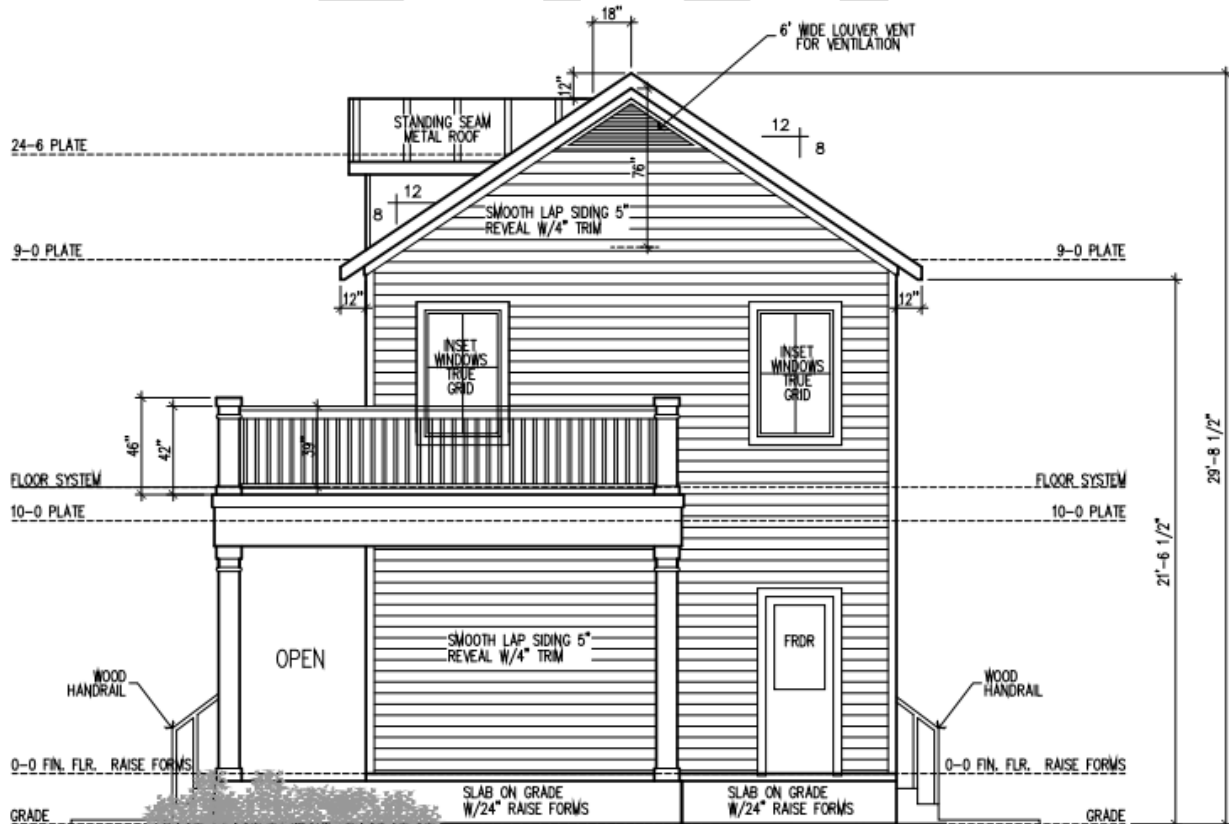 18"
6' WIDE LOUVER VENT
FOR VENTILATION
12"
STANDING SEAM
METAL ROOF
24-6 PLATE
12
8
76"
12
8
SMOOTH LAP SIDING 5"
REVEAL W/4" TRIM
9-0 PLATE
9-0 PLATE
12"
12"
INSET
WINDOWS
TRUE
GRID
INSET
WINDOWS
TRUE
GRID
46"
42"
39"
29'-8 1/2"
FLOOR SYSTEM
FLOOR SYSTEM
10-0 PLATE
10-0 PLATE
21'-6 1/2"
OPEN
SMOOTH LAP SIDING 5"
REVEAL W/4" TRIM
FRDR
WOOD
HANDRAIL
WOOD
HANDRAIL
0-0 FIN. FLR. RAISE FORMS
0-0 FIN. FLR. RAISE FORMS
SLAB ON GRADE
W/24" RAISE FORMS
SLAB ON GRADE
W/24" RAISE FORMS
GRADE
GRADE